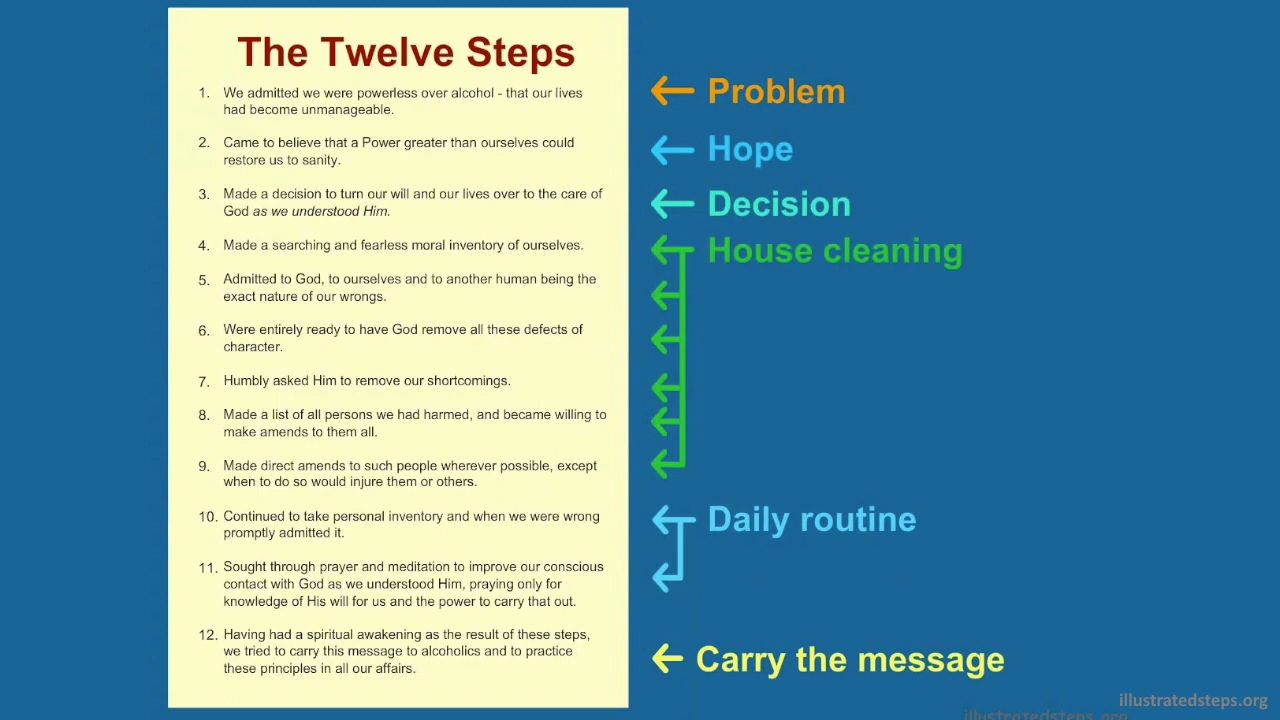 The Twelve Steps
1. We admitted we were powerless over alcohol - that our lives
had become unmanageable.
2. Came to believe that a Power greater than ourselves could
restore us to sanity.
3. Made a decision to turn our will and our lives over to the care of
God as we understood Him.
4. Made a searching and fearless moral inventory of ourselves.
5. Admitted to God, to ourselves and to another human being the
exact nature of our wrongs.
6. Were entirely ready to have God remove all these defects of
character.
7. Humbly asked Him to remove our shortcomings.
8. Made a list of all persons we had harmed, and became willing to
make amends to them all.
9. Made direct amends to such people wherever possible, except
when to do so would injure them or others.
10. Continued to take personal inventory and when we were wrong
promptly admitted it.
11. Sought through prayer and meditation to improve our conscious
contact with God as we understood Him, praying only for
knowledge of His will for us and the power to carry that out.
12. Having had a spiritual awakening as the result of these steps,
we tried to carry this message to alcoholics and to practice
these principles in all our affairs.
Problem
Hope
Decision
House cleaning
Daily routine
Carry the message
illustratedsteps.org
illustratedsteps.org